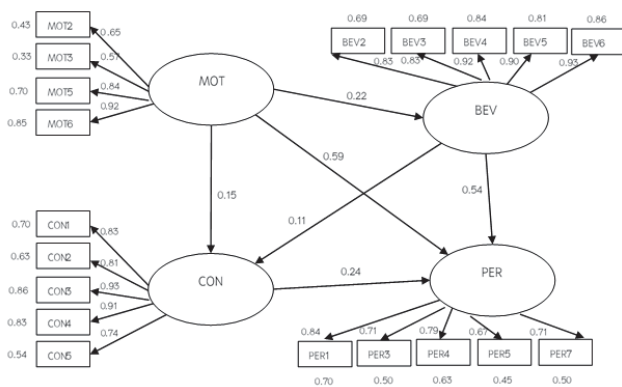 0.69 0.69 0.84 0.81 0.86
0.43 MOT2 0.65
BEV2 BEV3 BEV4 BEV5 BEV6
0.33 MOT3 0.57
0.83 0.83 0.92 0.90 0.93
0.70 MOT5 0.84
MOT
0.85 MOT6 0.92
0.22
BEV
0.59
0.54
0.15
0.11
0.70 CON1 0.83
0.63 CON2 0.81
0.86 CON3 0.93
CON
0.24
PER
0.83 CON4 0.91
0.54 CON5 0.74
0.84 0.71 0.79 0.67 0.71
PER1 PER3 PER4 PER5 PER7
0.70 0.50 0.63 0.45 0.50